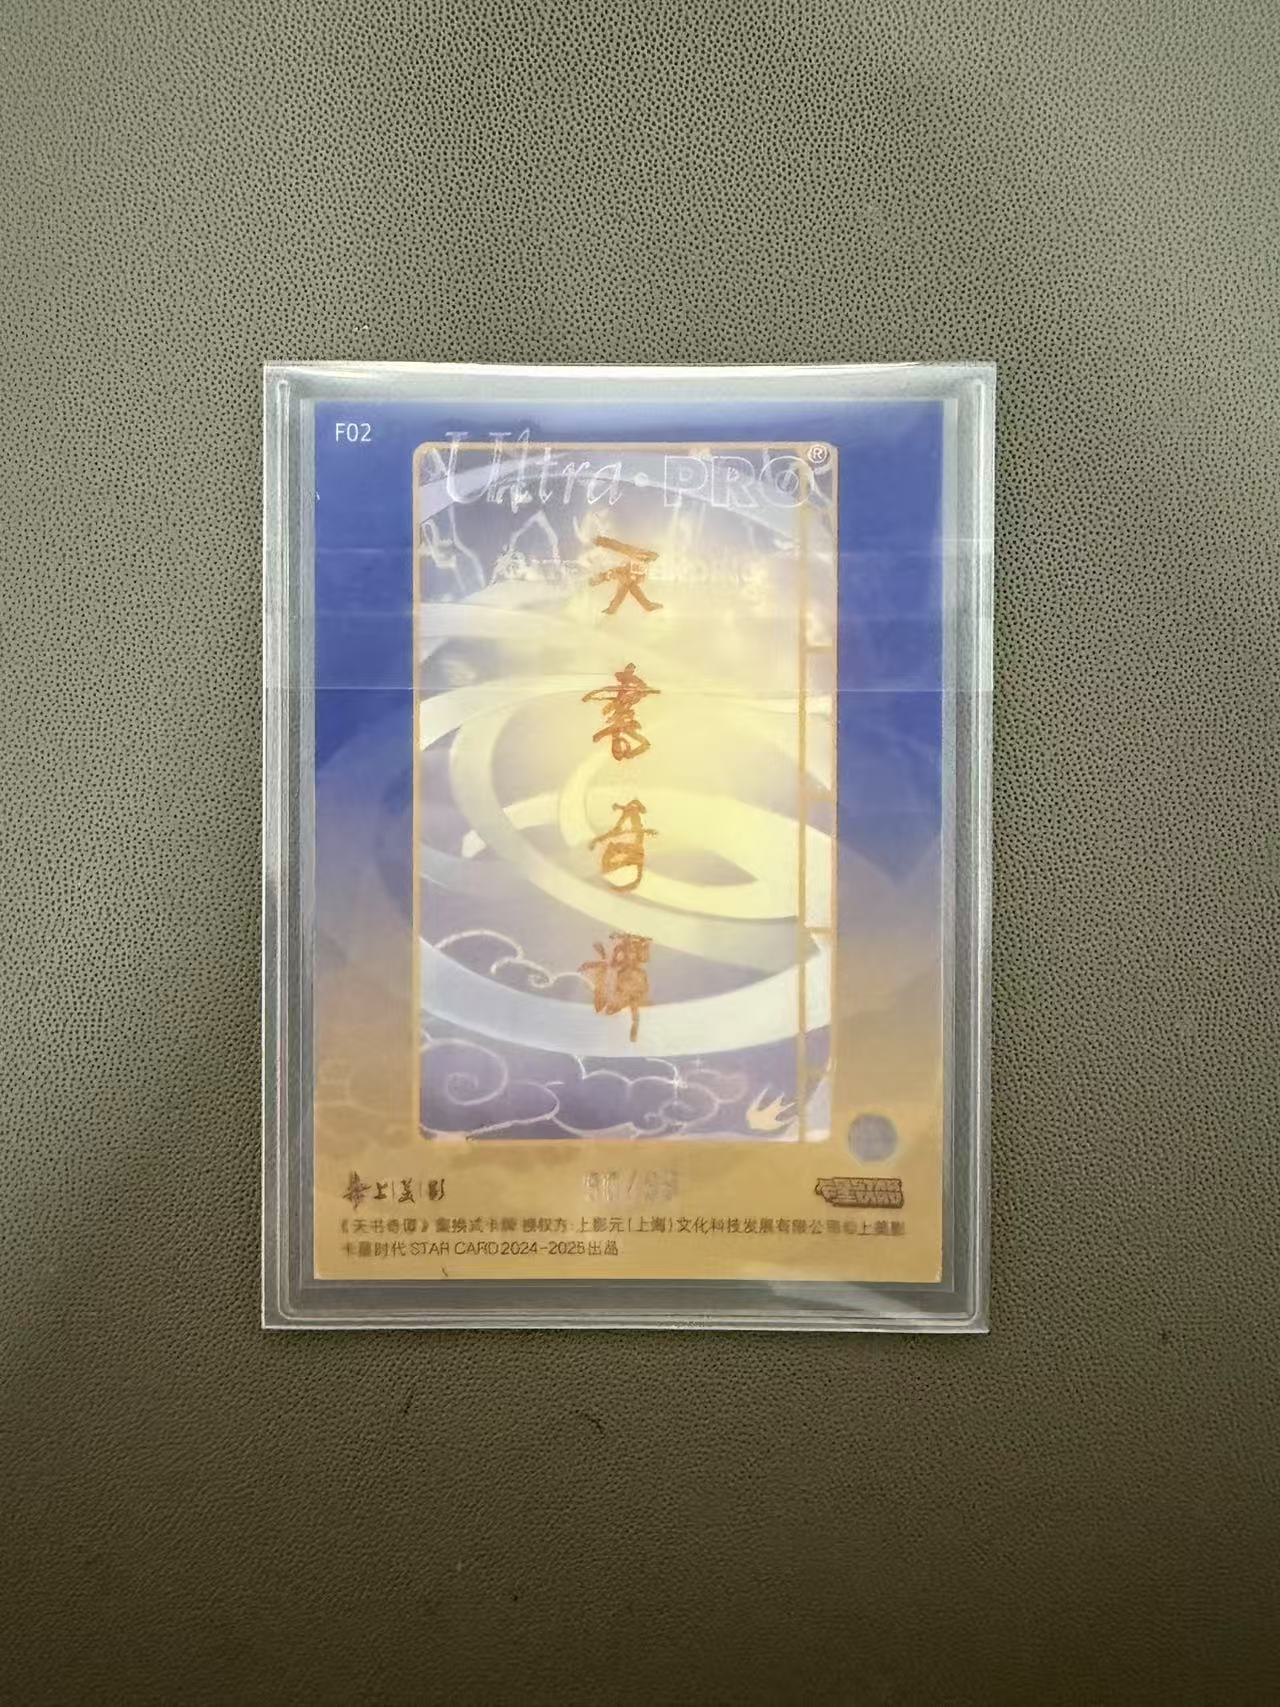 F02
Ultra·PRO®
天
書
奇
譚
上美影
《天书奇谭》集换式卡牌 授权方:上影元(上海)文化科技发展有限公司©上美影
卡星时代 STAR CARD 2024-2025出品